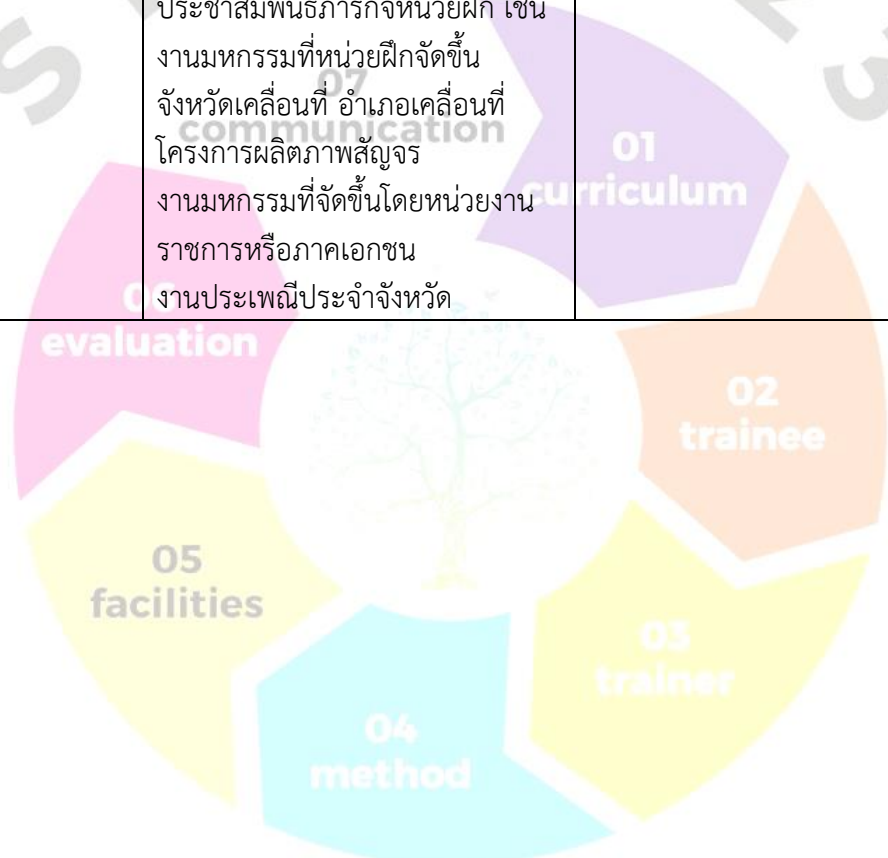 ประชาสัมพันธ์ภารกิจหน่วยฝึก เช่น
งานมหกรรมที่หน่วยฝึกจัดขึ้น
จังหวัดเคลื่อนที่ อำเภอเคลื่อนที่
โครงการผลิตภาพสัญจร
งานมหกรรมที่จัดขึ้นโดยหน่วยงาน
ราชการหรือภาคเอกชน
งานประเพณีประจำจังหวัด
07
communication
01
curriculum
06
evaluation
02
trainee
05
facilities
03
trainer
04
method